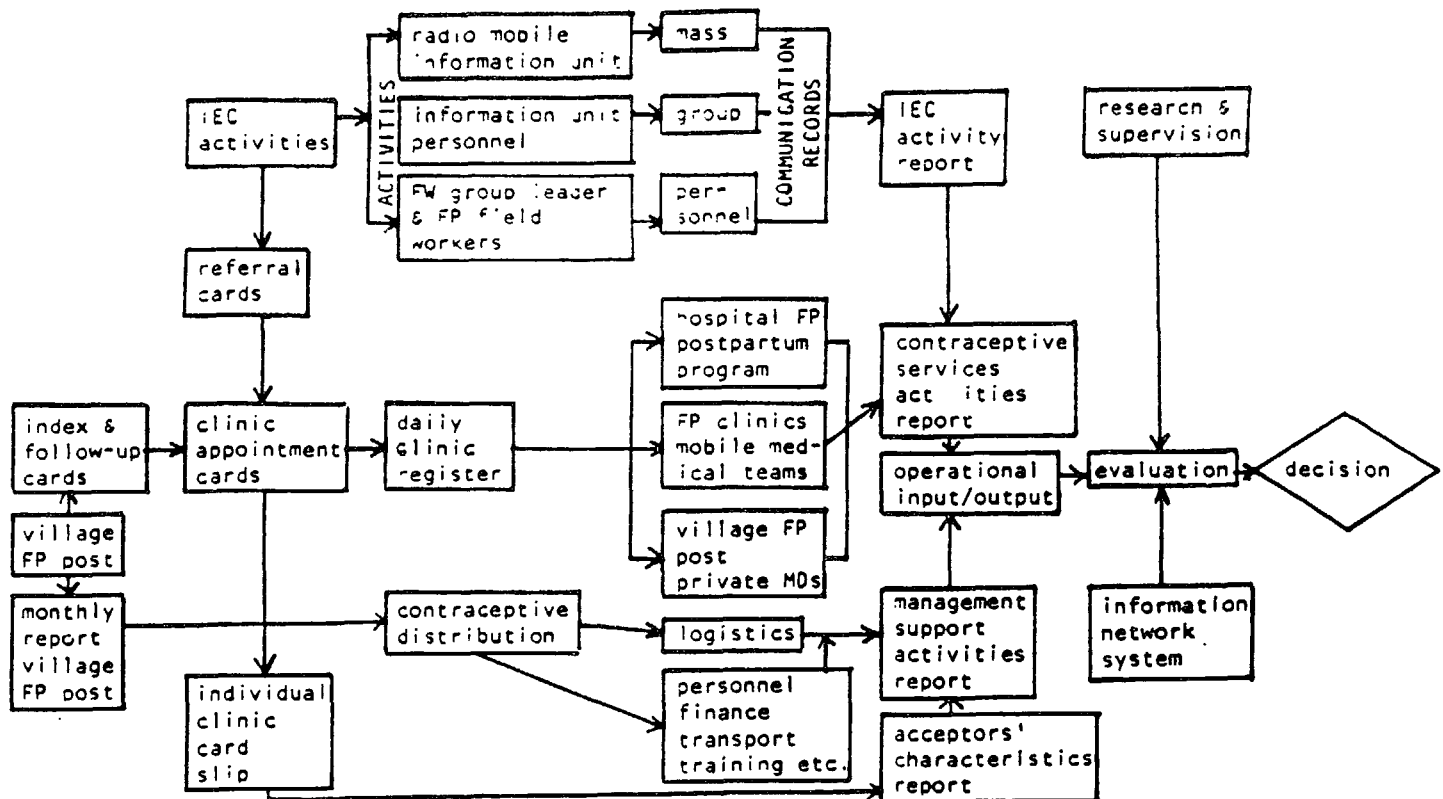 radio mobile
information unit
mass
ACTIVITIES
COMMUNICATION
RECORDS
IEC
activities
information unit
personnel
group
IEC
activity
report
research &
supervision
FW group leader
& FP field
workers
per-
sonnel
referral
cards
hospital FP
postpartum
program
contraceptive
services
act ities
report
index &
follow-up
cards
clinic
appointment
cards
daily
clinic
register
FP clinics
mobile med-
ical teams
operational
input/output
evaluation
decision
village
FP post
village FP
post
private MDs
monthly
report
village
FP post
contraceptive
distribution
logistics
management
support
activities
report
information
network
system
individual
clinic
card
slip
personnel
finance
transport
training etc.
acceptors'
characteristics
report